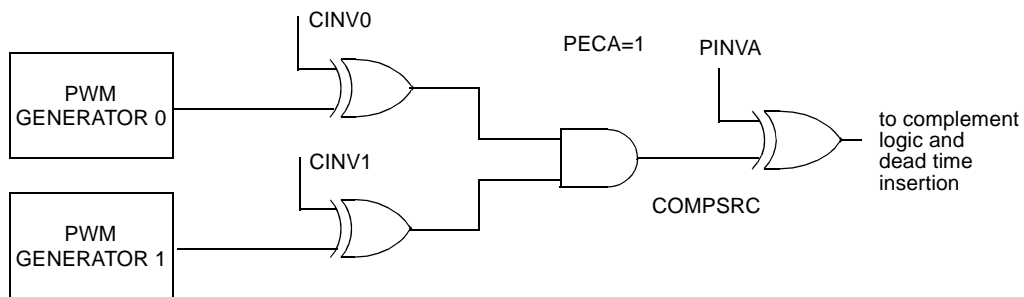 CINV0
PECA=1
PINVA
PWM
GENERATOR 0
to complement
logic and
dead time
insertion
CINV1
COMPSRC
PWM
GENERATOR 1